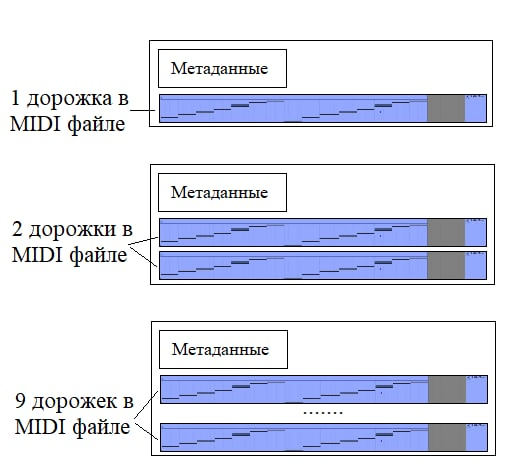 Метаданные
1 дорожка в
MIDI файле
Метаданные
2 дорожки в
MIDI файле
Метаданные
9 дорожек в
MIDI файле
.......